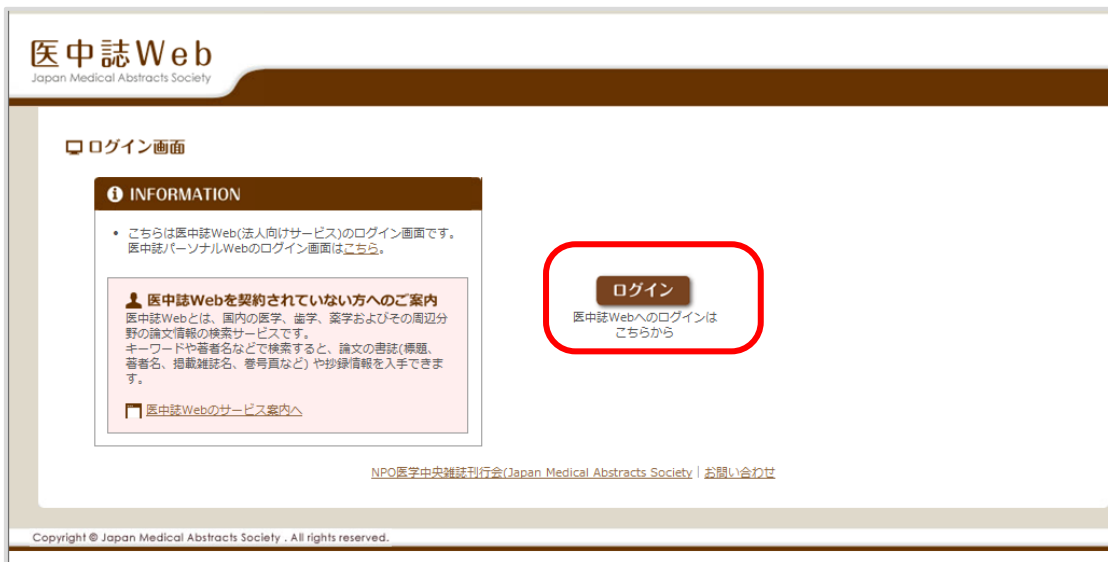 医中誌Web
Japan Medical Abstracts Society
ログイン画面
INFORMATION
• こちらは医中誌Web(法人向けサービス)のログイン画面です。
医中誌パーソナルWebのログイン画面はこちら。
医中誌Webを契約されていない方へのご案内
医中誌Webとは、国内の医学、歯学、薬学およびその周辺分
野の論文情報の検索サービスです。
キーワードや著者名などで検索すると、論文の書誌(標題、
著者名、掲載雑誌名、巻号頁など) や抄録情報を入手できま
す。
医中誌Webのサービス案内へ
ログイン
医中誌Webへのログインは
こちらから
NPO医学中央雑誌刊行会(Japan Medical Abstracts Society | お問い合わせ
Copyright © Japan Medical Abstracts Society . All rights reserved.